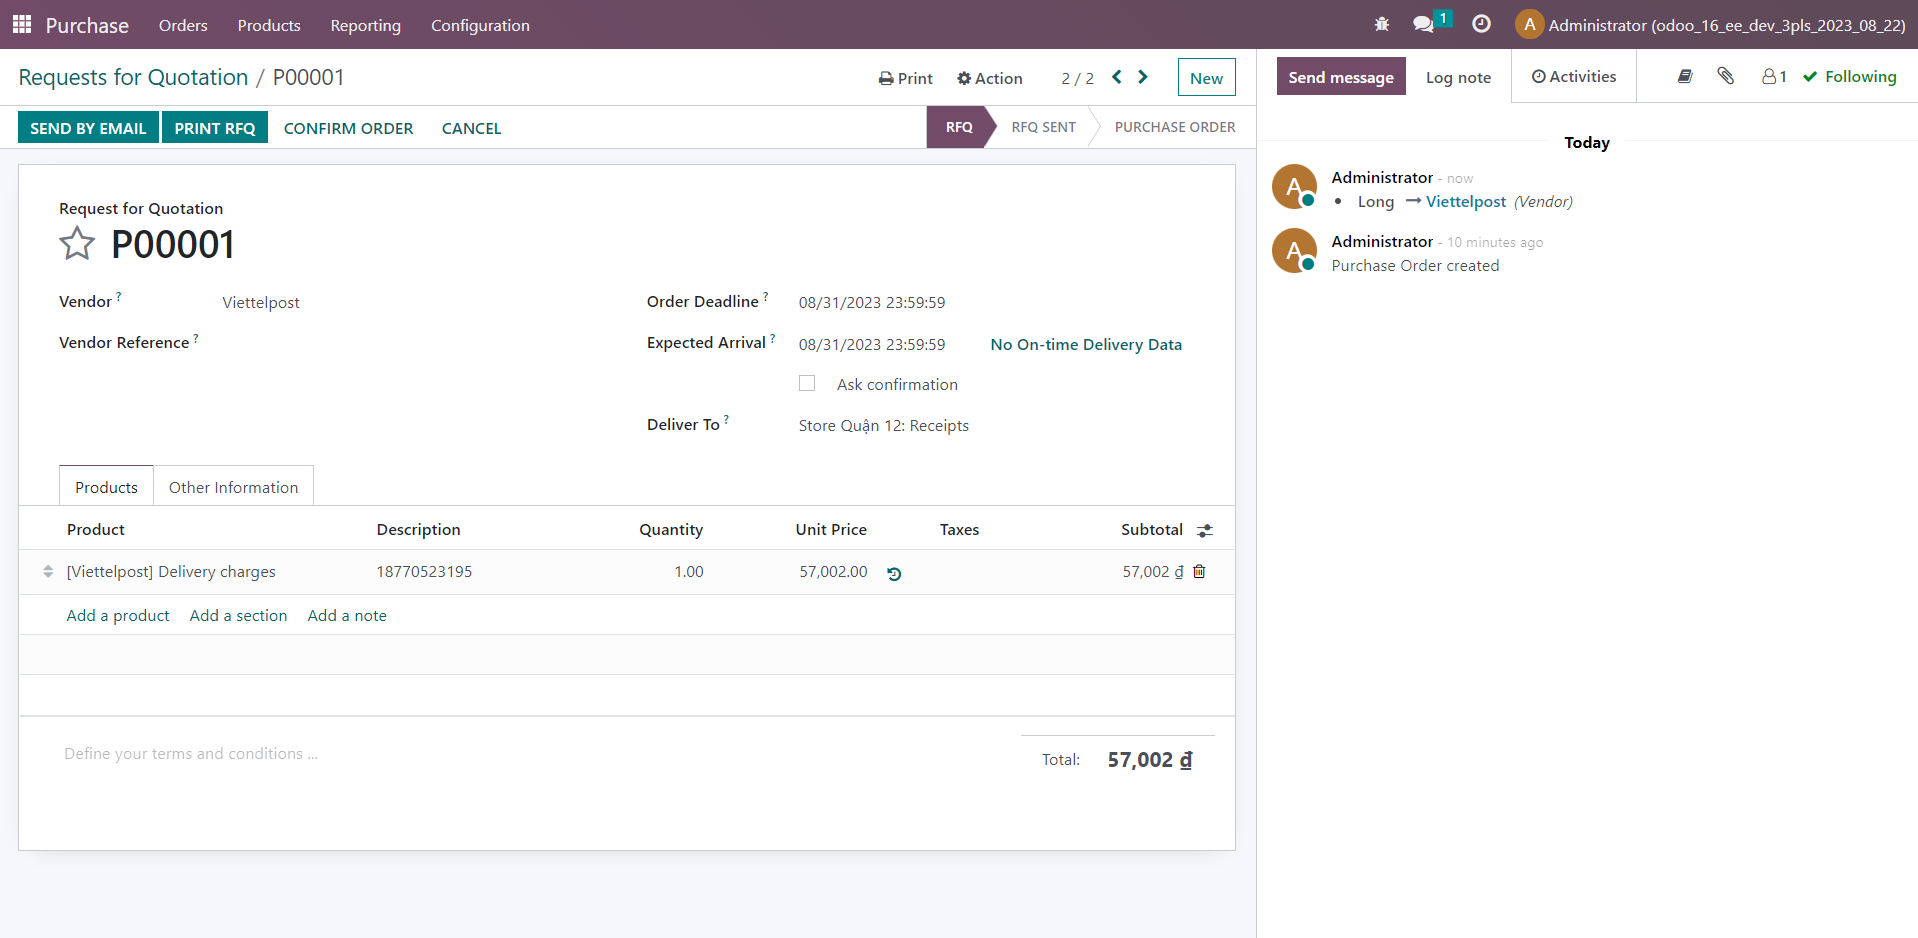 Purchase Orders Products Reporting Configuration 1 A Administrator (odoo_16_ee_dev_3pls_2023_08_22)
Requests for Quotation / P00001 Print Action 2 / 2 New
SEND BY EMAIL PRINT RFQ CONFIRM ORDER CANCEL RFQ RFQ SENT PURCHASE ORDER
Request for Quotation
P00001
Vendor ? Viettelpost Order Deadline ? 08/31/2023 23:59:59
Vendor Reference ? Expected Arrival ? 08/31/2023 23:59:59 No On-time Delivery Data
Ask confirmation
Deliver To ? Store Quận 12: Receipts
Products Other Information
Product Description Quantity Unit Price Taxes Subtotal
[Viettelpost] Delivery charges 18770523195 1.00 57,002.00 57,002 ₫
Add a product Add a section Add a note
Define your terms and conditions ... Total: 57,002 ₫
Send message Log note Activities 1 Following
Today
A Administrator - now
• Long → Viettelpost (Vendor)
A Administrator - 10 minutes ago
Purchase Order created